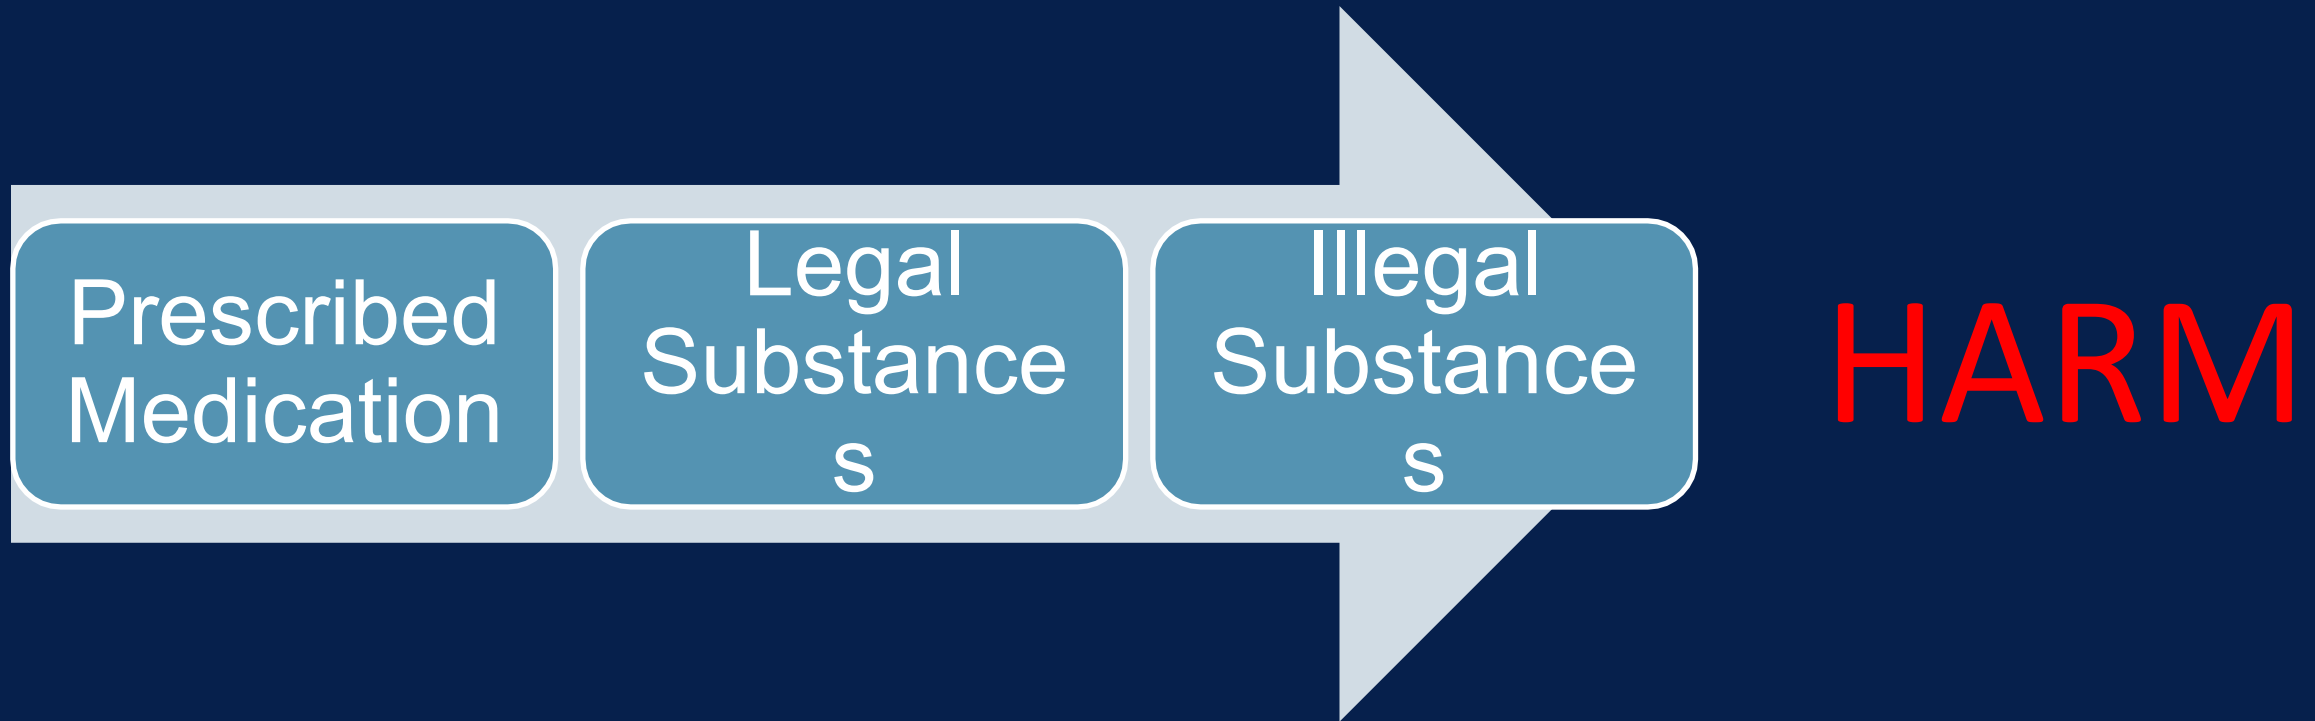 Prescribed
Medication
Legal
Substance
s
Illegal
Substance
s
HARM